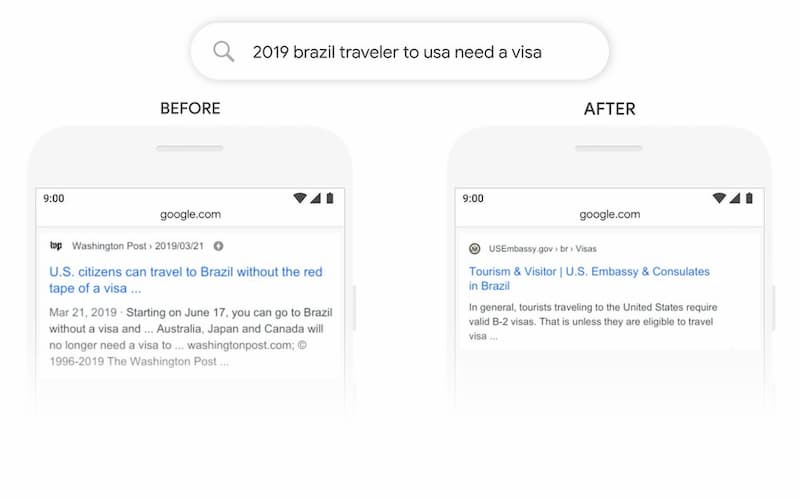 2019 brazil traveler to usa need a visa
BEFORE
9:00
google.com
wp Washington Post › 2019/03/21
U.S. citizens can travel to Brazil without the red
tape of a visa ...
Mar 21, 2019 · Starting on June 17, you can go to Brazil
without a visa and ... Australia, Japan and Canada will
no longer need a visa to ... washingtonpost.com; ©
1996-2019 The Washington Post ...
AFTER
9:00
google.com
USEmbassy.gov › br › Visas
Tourism & Visitor | U.S. Embassy & Consulates
in Brazil
In general, tourists traveling to the United States require
valid B-2 visas. That is unless they are eligible to travel
visa ...